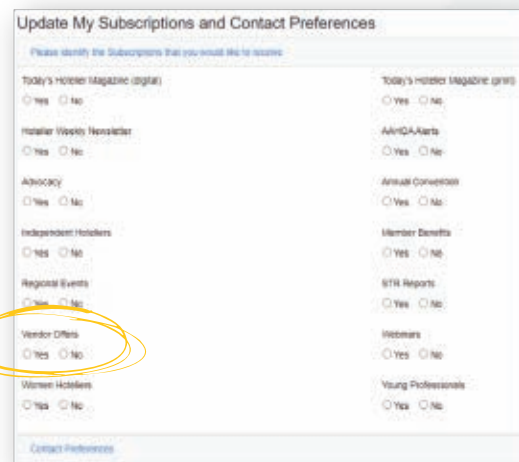 Update My Subscriptions and Contact Preferences
Please identify the Subscriptions that you would like to receive
Today's Hotelier Magazine (digital)
Yes No
Today's Hotelier Magazine (print)
Yes No
Hotelier Weekly Newsletter
Yes No
AAHOA Alerts
Yes No
Advocacy
Yes No
Annual Convention
Yes No
Independent Hoteliers
Yes No
Member Benefits
Yes No
Regional Events
Yes No
STR Reports
Yes No
Vendor Offers
Yes No
Webinars
Yes No
Women Hoteliers
Yes No
Young Professionals
Yes No
Contact Preferences